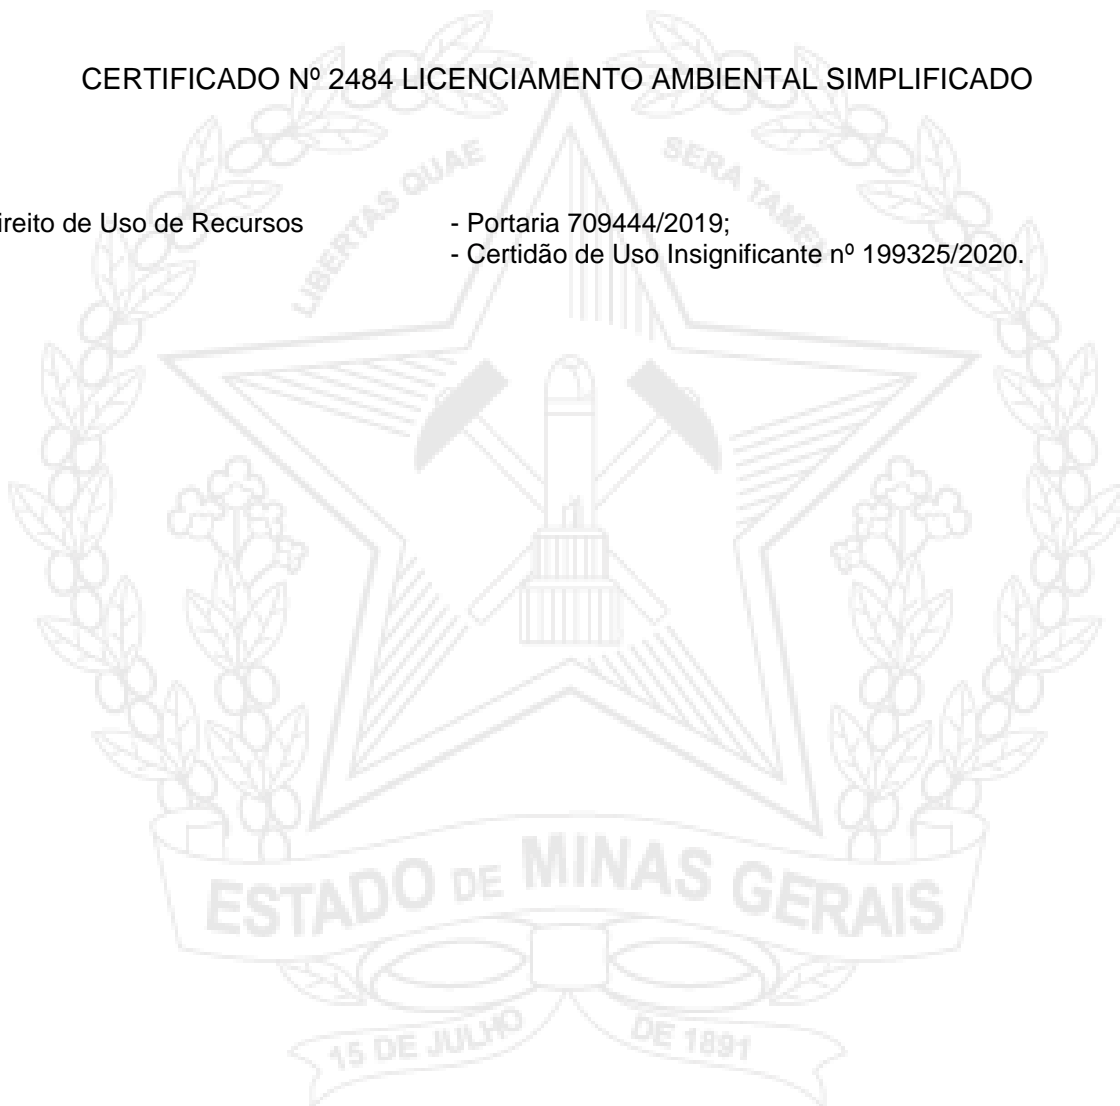 CERTIFICADO Nº 2484 LICENCIAMENTO AMBIENTAL SIMPLIFICADO
LIBERTAS QUAE SERA TAMEN
ireito de Uso de Recursos - Portaria 709444/2019;
- Certidão de Uso Insignificante nº 199325/2020.
ESTADO DE MINAS GERAIS
15 DE JULHO DE 1891